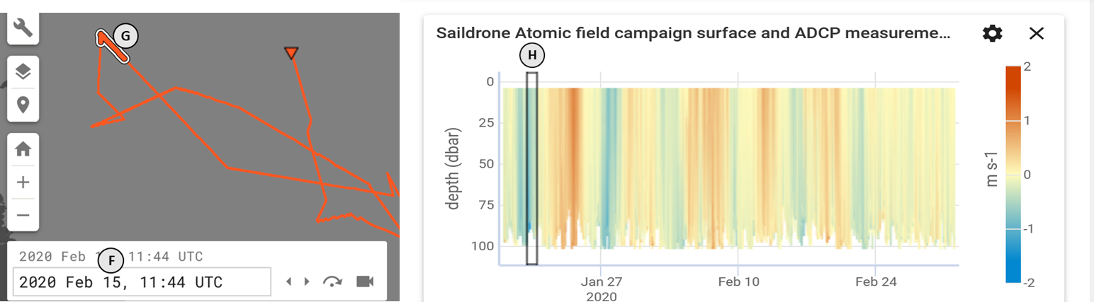 G
2020 Feb 1 11:44 UTC
F
2020 Feb 15, 11:44 UTC
Saildrone Atomic field campaign surface and ADCP measureme…
H
0
25
50
75
100
depth (dbar)
Jan 27
2020
Feb 10
Feb 24
2
1
0
-1
-2
m s-1